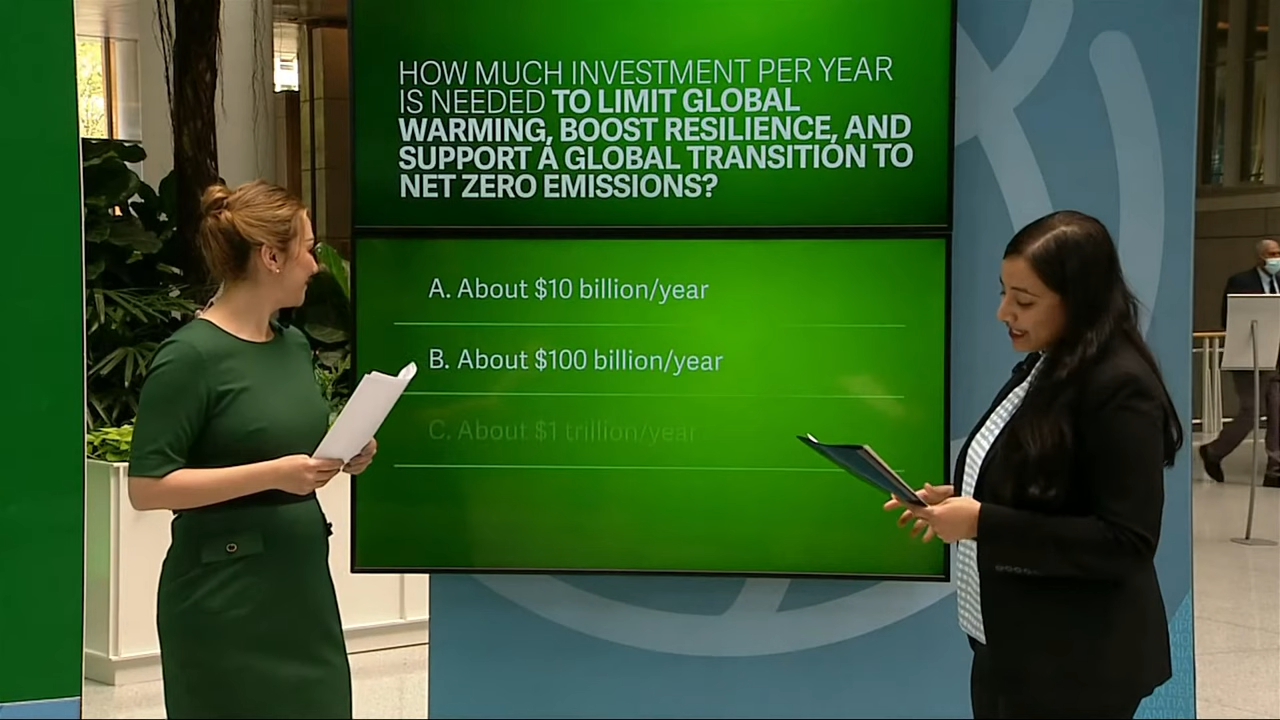 HOW MUCH INVESTMENT PER YEAR
IS NEEDED TO LIMIT GLOBAL
WARMING, BOOST RESILIENCE, AND
SUPPORT A GLOBAL TRANSITION TO
NET ZERO EMISSIONS?
A. About $10 billion/year
B. About $100 billion/year
C. About $1 trillion/year